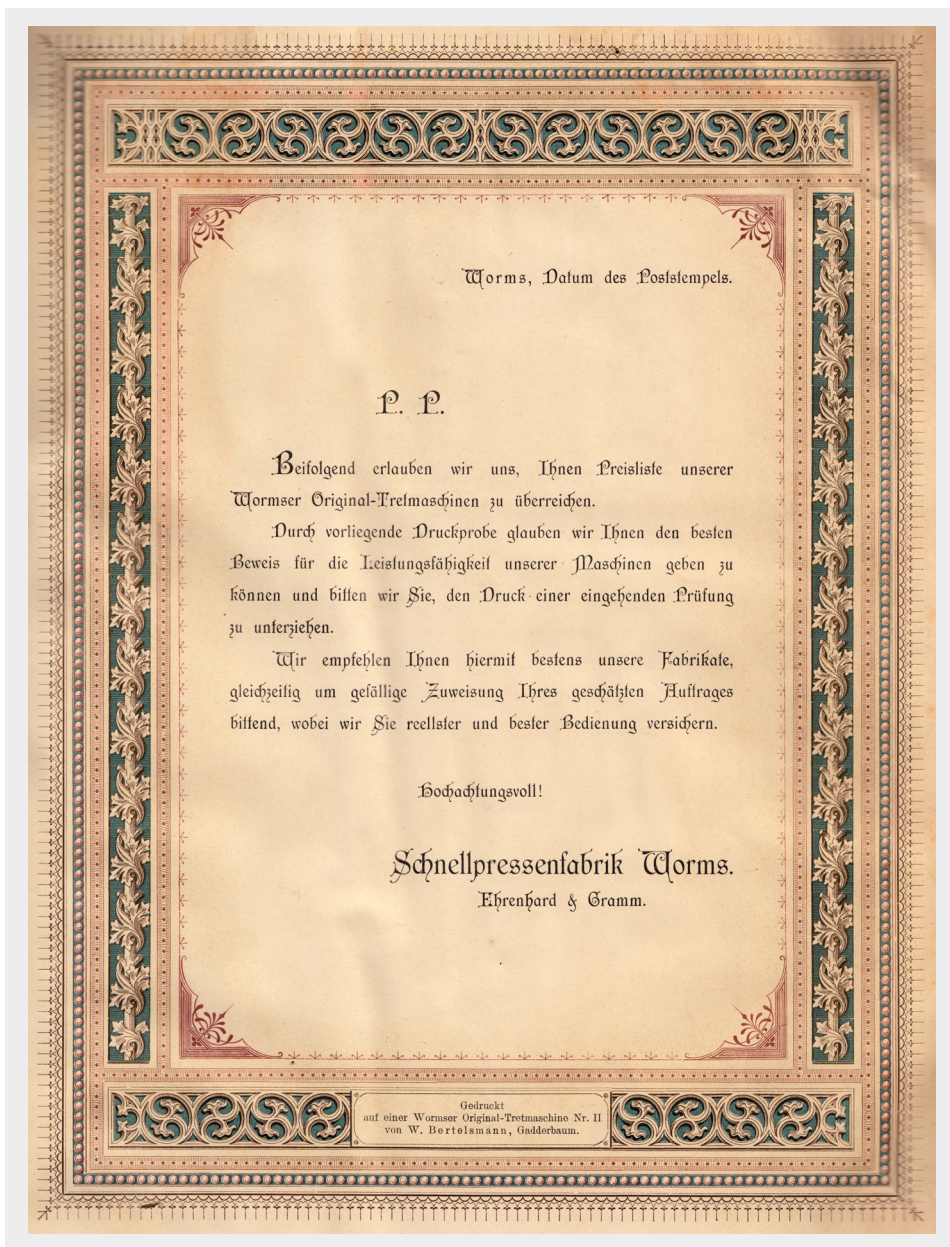 Worms, Datum des Poststempels.
P. P.
Beifolgend erlauben wir uns, Ihnen Preisliste unserer
Wormser Original-Tretmaschinen zu überreichen.
Durch vorliegende Druckprobe glauben wir Ihnen den besten
Beweis für die Leistungsfähigkeit unserer Maschinen geben zu
können und bitten wir Sie, den Druck einer eingehenden Prüfung
zu unterziehen.
Wir empfehlen Ihnen hiermit bestens unsere Fabrikate,
gleichzeitig um gefällige Zuweisung Ihres geschätzten Auftrages
bittend, wobei wir Sie reellster und bester Bedienung versichern.
Hochachtungsvoll!
Schnellpressenfabrik Worms.
Ehrenhard & Gramm.
Gedruckt
auf einer Wormser Original-Tretmaschine Nr. II
von W. Bertelsmann, Gadderbaum.